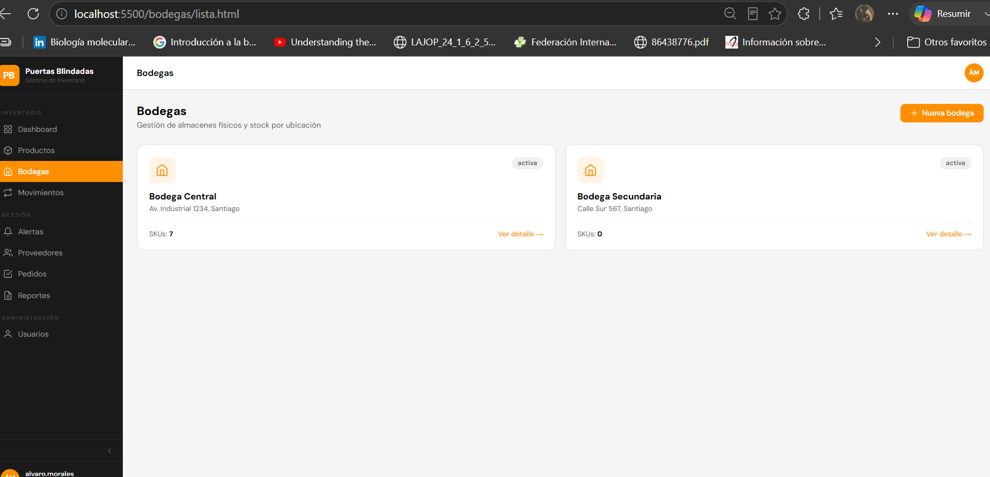 localhost:5500/bodegas/lista.html
Resumir
Biología molecular...
Introducción a la b...
Understanding the...
LAJOP_24_1_6_2_5...
Federación Interna...
86438776.pdf
Información sobre...
Otros favoritos
PB
Puertas Blindadas
Sistema de Inventario
INVENTARIO
Dashboard
Productos
Bodegas
Movimientos
GESTIÓN
Alertas
Proveedores
Pedidos
Reportes
ADMINISTRACIÓN
Usuarios
alvaro.morales
Bodegas
ÁM
Bodegas
Gestión de almacenes físicos y stock por ubicación
+ Nueva bodega
activa
Bodega Central
Av. Industrial 1234, Santiago
SKUs: 7
Ver detalle →
activa
Bodega Secundaria
Calle Sur 567, Santiago
SKUs: 0
Ver detalle →